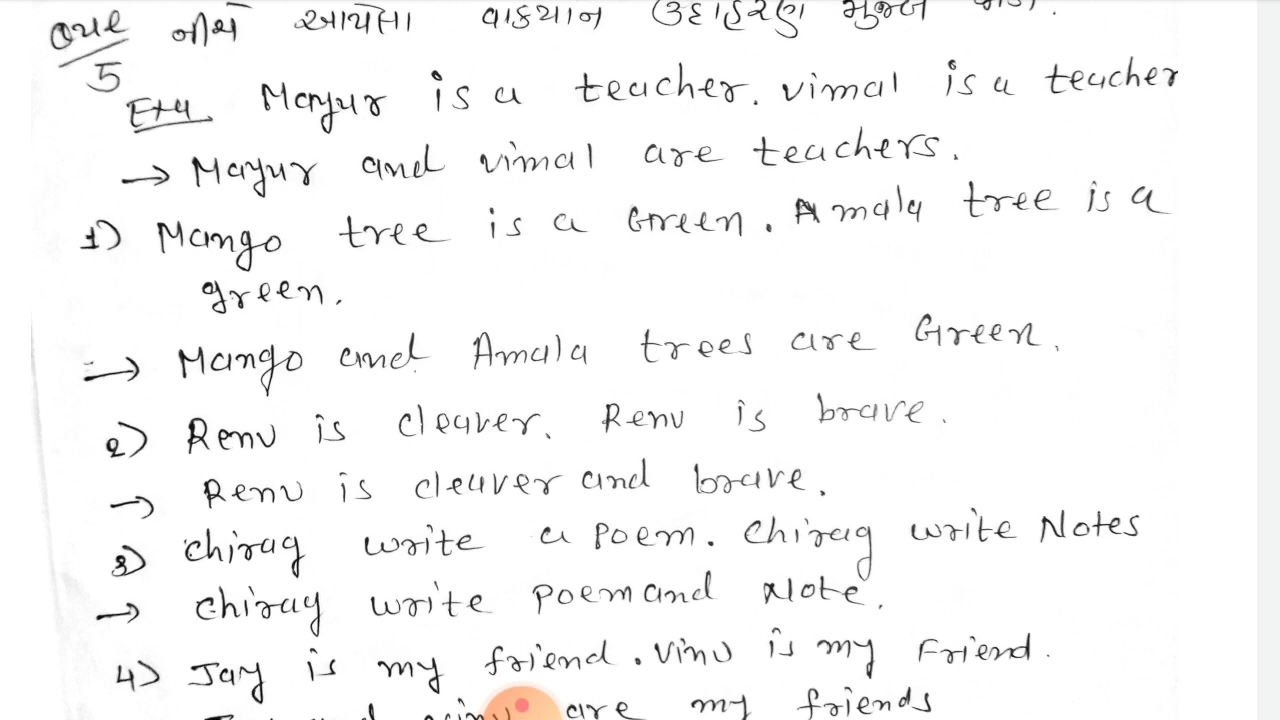 નીચે આપેલા વાક્યોને ઉદાહરણ મુજબ
5
Mayur is a teacher. vimal is a teacher
→ Mayur and vimal are teachers.
1) Mango tree is a Green. Amala tree is a
green.
→ Mango and Amala trees are Green.
2) Renu is cleaver. Renu is brave.
→ Renu is cleaver and brave.
3) chirag write a poem. Chirag write Notes
→ chirag write poem and Note.
4) Jay is my friend. Vinu is my Friend.
are my friends